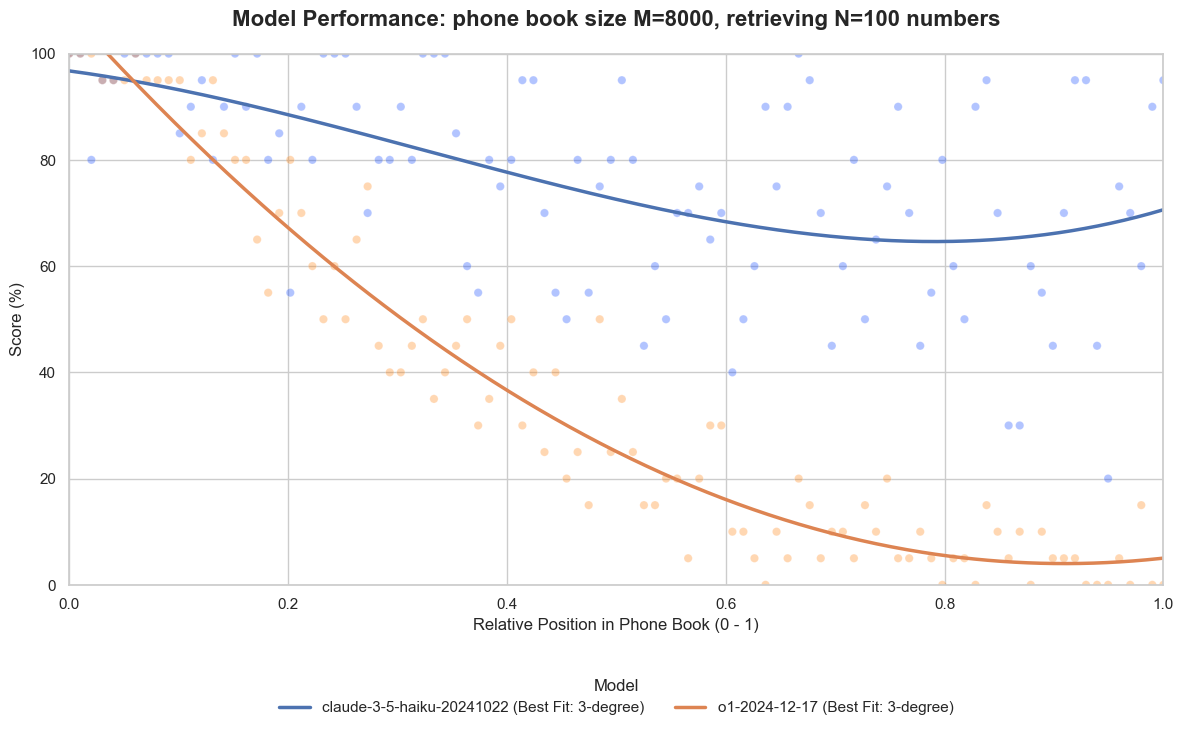 Model Performance: phone book size M=8000, retrieving N=100 numbers
Score (%)
100
80
60
40
20
0
0.0 0.2 0.4 0.6 0.8 1.0
Relative Position in Phone Book (0 - 1)
Model
claude-3-5-haiku-20241022 (Best Fit: 3-degree) o1-2024-12-17 (Best Fit: 3-degree)